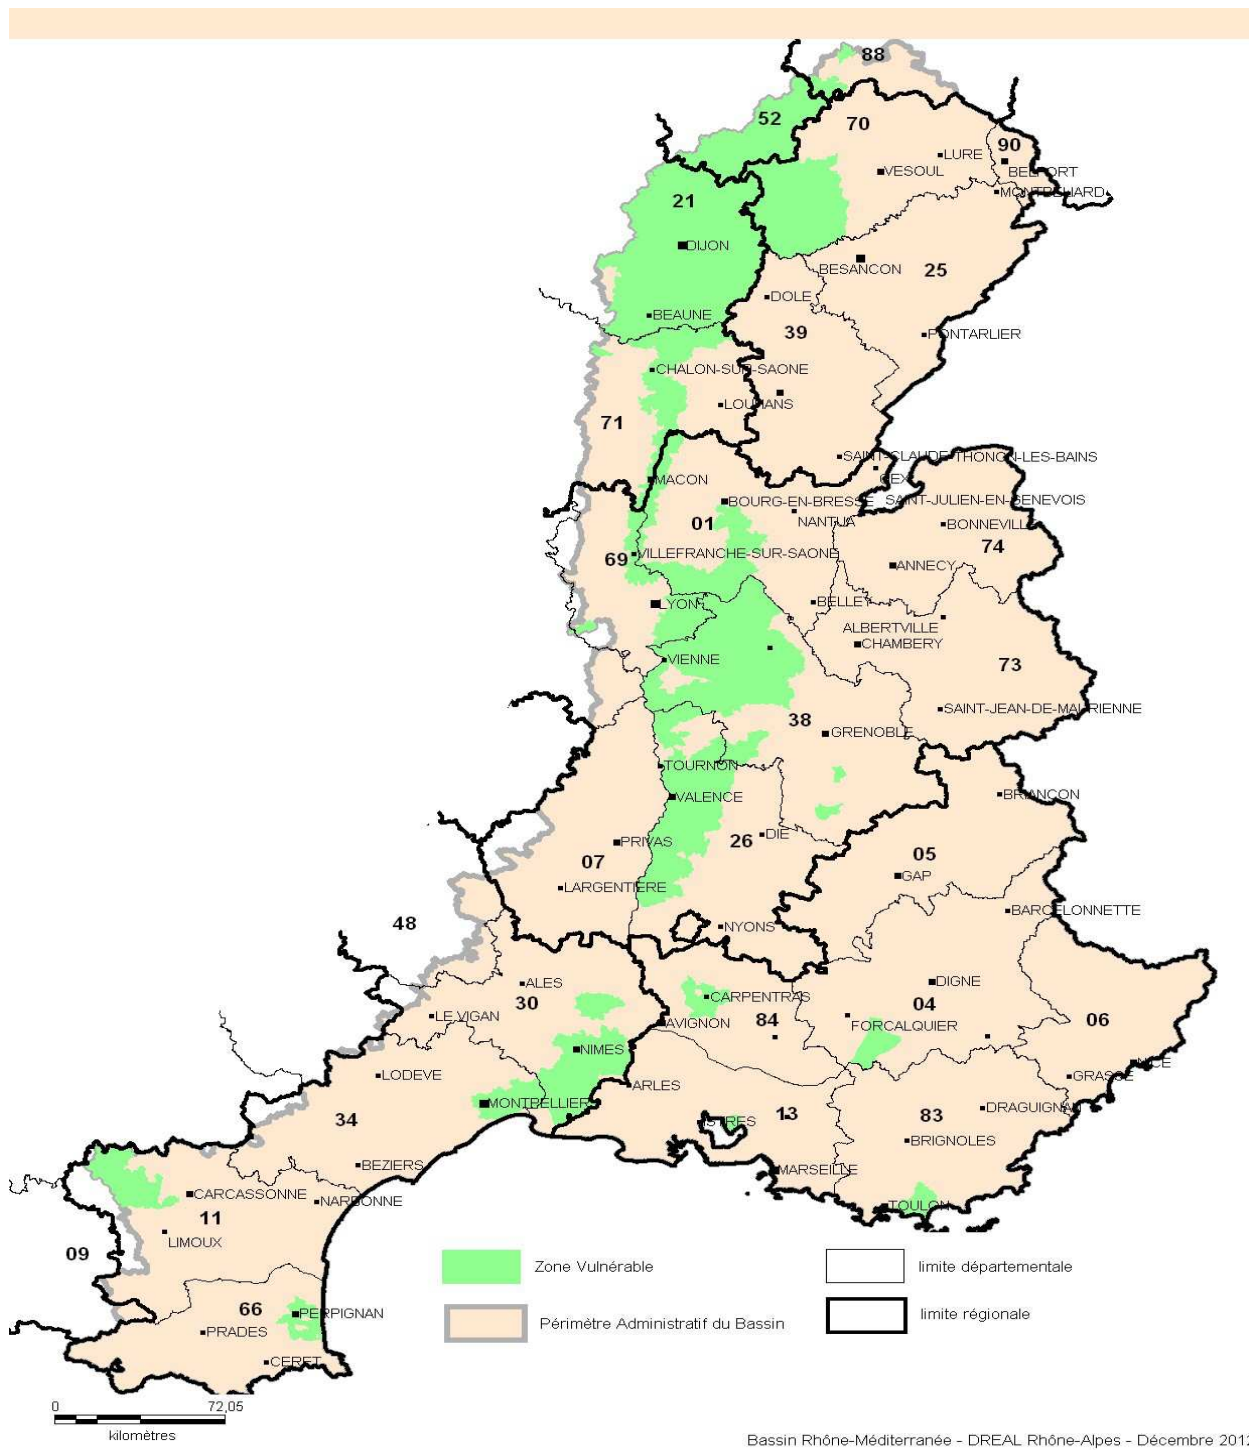 88
52
70
LURE
90
VESOUL
BELFORT
MONTBELIARD
21
DIJON
BESANCON
25
DOLE
BEAUNE
39
PONTARLIER
CHALON-SUR-SAONE
LOUHANS
71
SAINT-CLAUDE
THONON-LES-BAINS
GEX
MACON
SAINT-JULIEN-EN-GENEVOIS
BOURG-EN-BRESSE
NANTUA
01
BONNEVILLE
74
69
VILLEFRANCHE-SUR-SAONE
ANNECY
LYON
BELLEY
ALBERTVILLE
CHAMBERY
VIENNE
73
SAINT-JEAN-DE-MAURIENNE
38
GRENOBLE
TOURNON
VALENCE
BRIANCON
DIE
26
PRIVAS
05
07
GAP
LARGENTIERE
BARCELONNETTE
48
NYONS
ALES
DIGNE
30
CARPENTRAS
04
LE VIGAN
AVIGNON
84
FORCALQUIER
06
NIMES
NICE
LODEVE
GRASSE
ARLES
MONTPELLIER
DRAGUIGNAN
34
ISTRES
13
83
BRIGNOLES
BEZIERS
MARSEILLE
CARCASSONNE
NARBONNE
TOULON
11
LIMOUX
09
66
PERPIGNAN
PRADES
CERET
Zone Vulnérable
limite départementale
Périmètre Administratif du Bassin
limite régionale
0
72,05
kilomètres
Bassin Rhône-Méditerranée - DREAL Rhône-Alpes - Décembre 2012